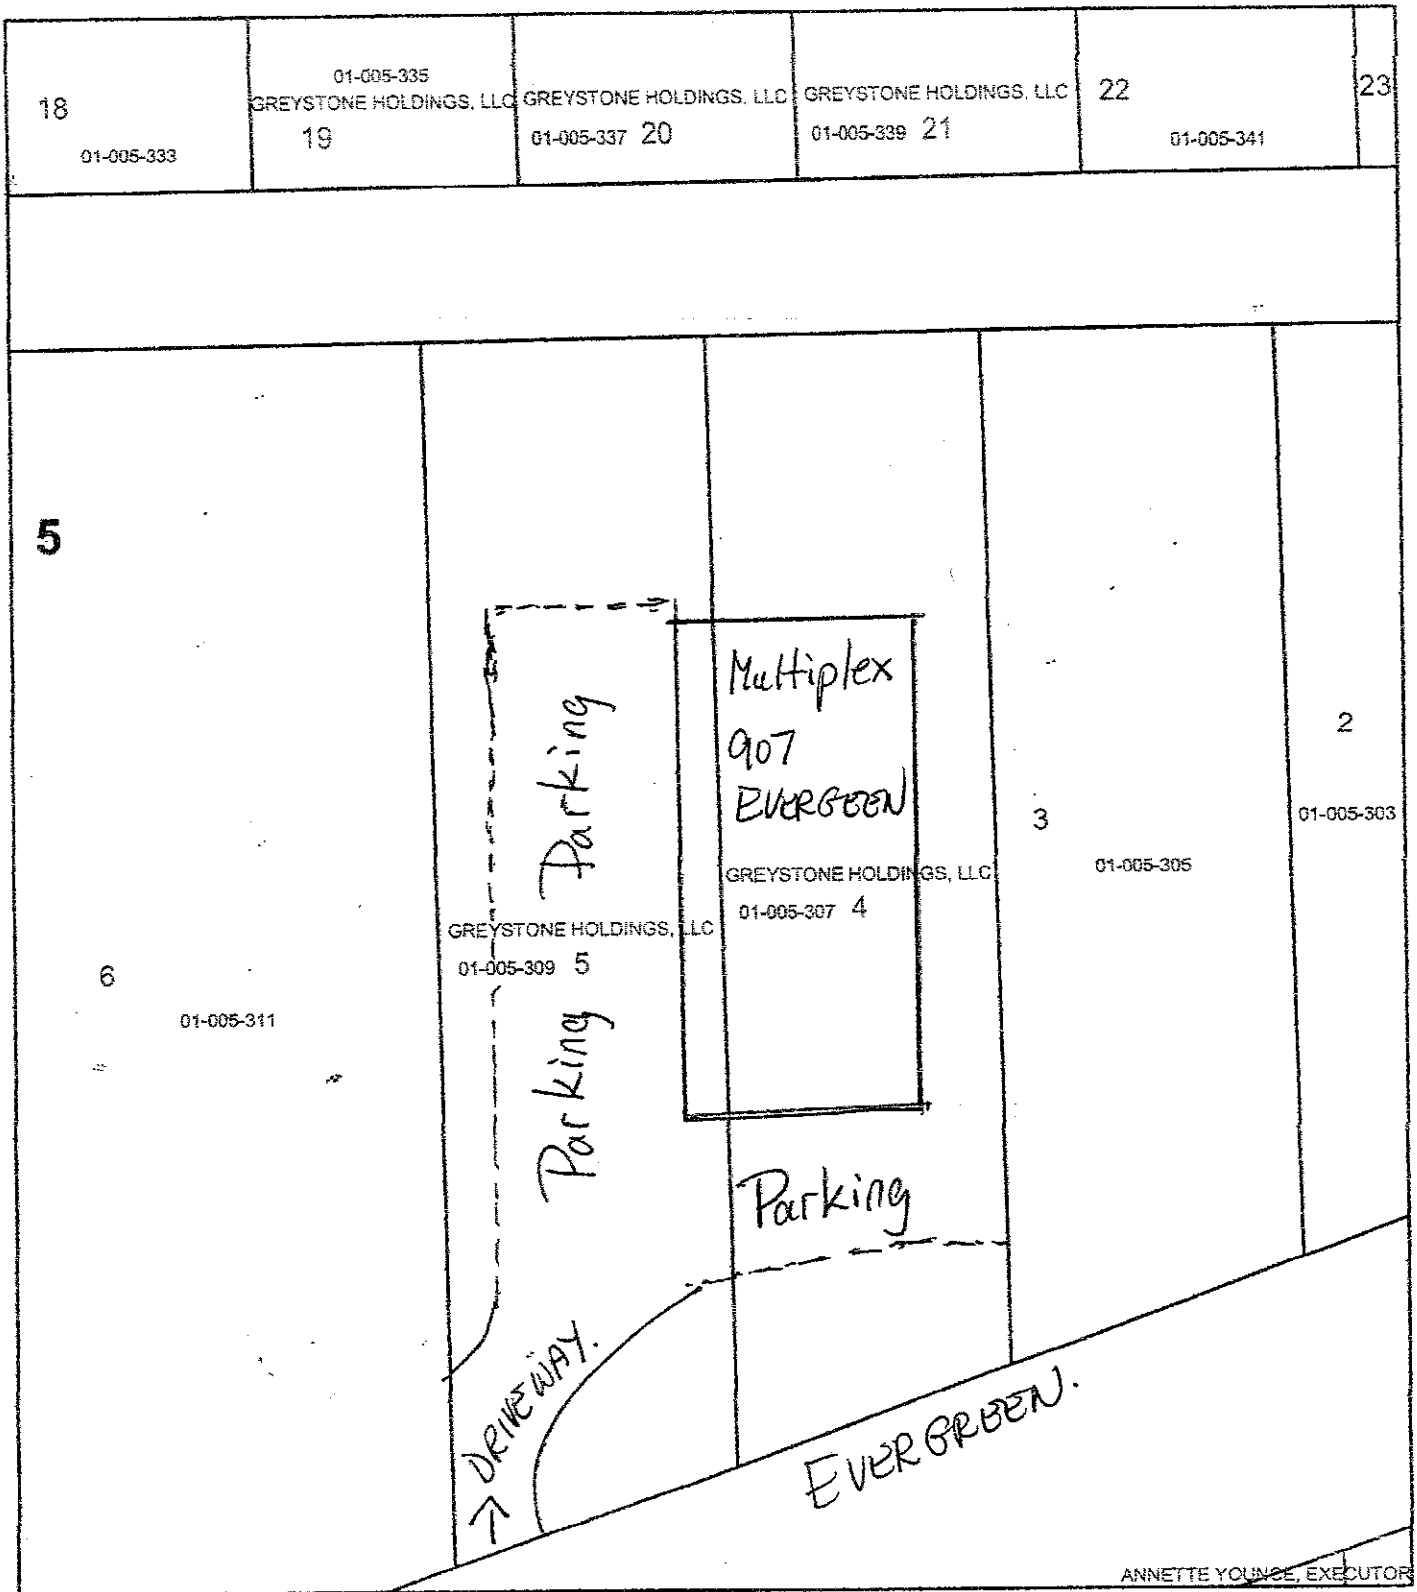 18
01-005-333
01-005-335
GREYSTONE HOLDINGS, LLC
19
GREYSTONE HOLDINGS, LLC
01-005-337 20
GREYSTONE HOLDINGS, LLC
01-005-339 21
22
01-005-341
23
5
Multiplex
907
EVERGEEN
GREYSTONE HOLDINGS, LLC
01-005-307 4
Parking
GREYSTONE HOLDINGS, LLC
01-005-309 5
Parking
6
01-005-311
3
01-005-305
2
01-005-303
Parking
DRIVEWAY.
EVERGREEN.
ANNETTE YOUNCE, EXECUTOR